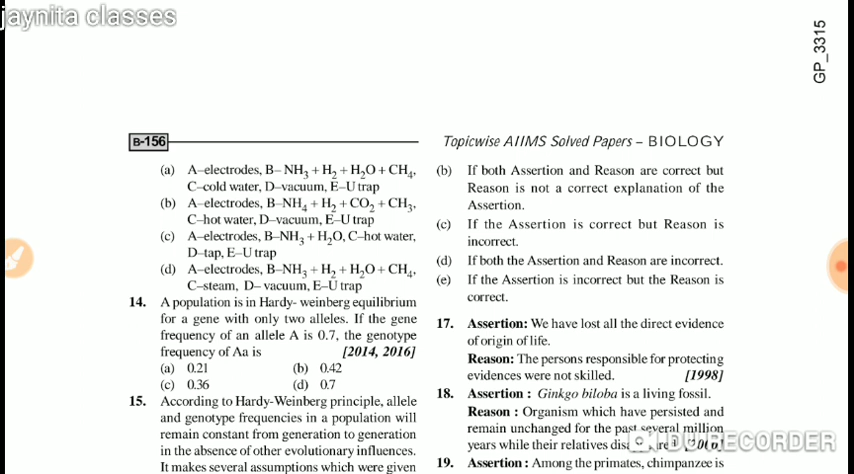 jaynita classes
GP_3315
B-156
Topicwise AIIMS Solved Papers – BIOLOGY
(a) A–electrodes, B– NH₃ + H₂ + H₂O + CH₄,
C–cold water, D–vacuum, E–U trap
(b) A–electrodes, B–NH₄ + H₂ + CO₂ + CH₃,
C–hot water, D–vacuum, E–U trap
(c) A–electrodes, B–NH₃ + H₂O, C–hot water,
D–tap, E–U trap
(d) A–electrodes, B–NH₃ + H₂ + H₂O + CH₄,
C–steam, D– vacuum, E–U trap
14. A population is in Hardy- weinberg equilibrium
for a gene with only two alleles. If the gene
frequency of an allele A is 0.7, the genotype
frequency of Aa is [2014, 2016]
(a) 0.21 (b) 0.42
(c) 0.36 (d) 0.7
15. According to Hardy-Weinberg principle, allele
and genotype frequencies in a population will
remain constant from generation to generation
in the absence of other evolutionary influences.
It makes several assumptions which were given
(b) If both Assertion and Reason are correct but
Reason is not a correct explanation of the
Assertion.
(c) If the Assertion is correct but Reason is
incorrect.
(d) If both the Assertion and Reason are incorrect.
(e) If the Assertion is incorrect but the Reason is
correct.
17. Assertion: We have lost all the direct evidence
of origin of life.
Reason: The persons responsible for protecting
evidences were not skilled. [1998]
18. Assertion : Ginkgo biloba is a living fossil.
Reason : Organism which have persisted and
remain unchanged for the past several million
years while their relatives
DU RECORDER
19. Assertion : Among the primates, chimpanzee is